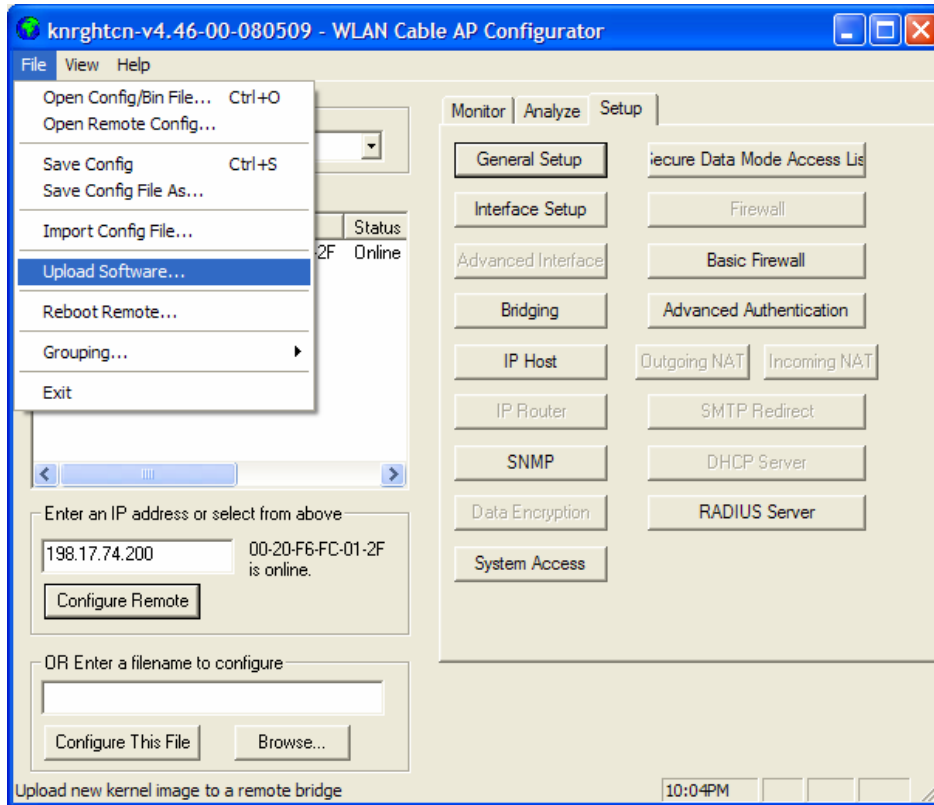 knrghtcn-v4.46-00-080509 - WLAN Cable AP Configurator
File View Help
Open Config/Bin File... Ctrl+O
Open Remote Config...
Save Config Ctrl+S
Save Config File As...
Import Config File...
Upload Software...
Reboot Remote...
Grouping...
Exit
Status
2F Online
Enter an IP address or select from above
198.17.74.200
00-20-F6-FC-01-2F
is online.
Configure Remote
OR Enter a filename to configure
Configure This File Browse...
Monitor Analyze Setup
General Setup Secure Data Mode Access Lis
Interface Setup Firewall
Advanced Interface Basic Firewall
Bridging Advanced Authentication
IP Host Outgoing NAT Incoming NAT
IP Router SMTP Redirect
SNMP DHCP Server
Data Encryption RADIUS Server
System Access
Upload new kernel image to a remote bridge
10:04PM